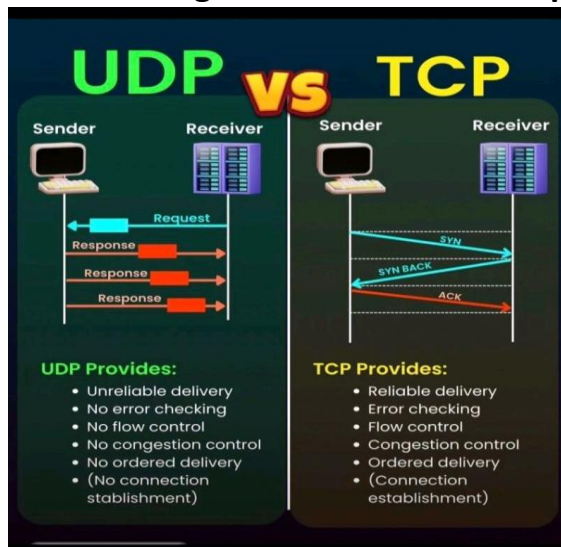 UDP VS TCP
Sender
Receiver
Request
Response
Response
Response
UDP Provides:
• Unreliable delivery
• No error checking
• No flow control
• No congestion control
• No ordered delivery
• (No connection
stablishment)
Sender
Receiver
SYN
SYN BACK
ACK
TCP Provides:
• Reliable delivery
• Error checking
• Flow control
• Congestion control
• Ordered delivery
• (Connection
establishment)